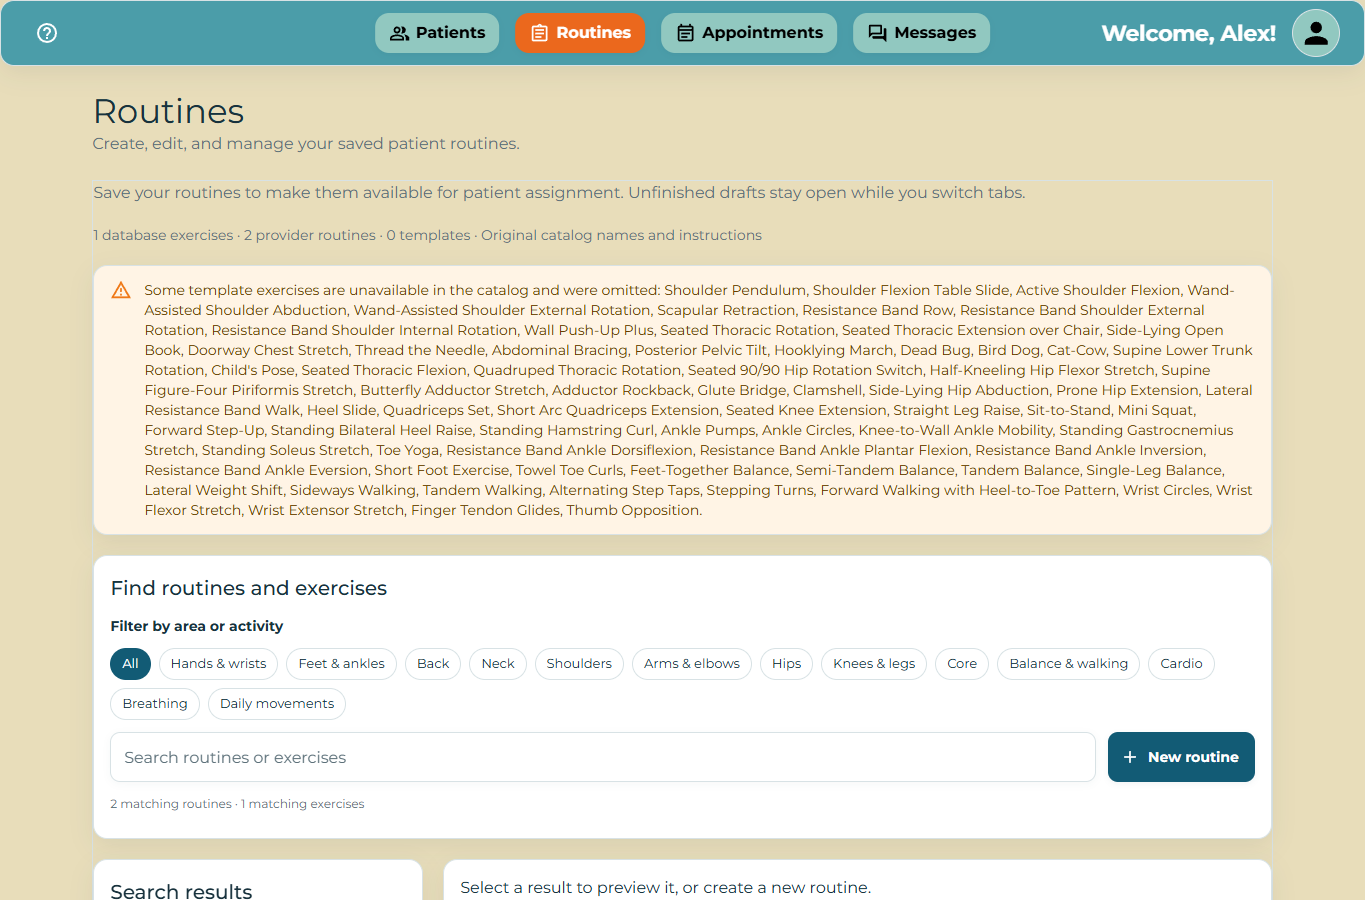 Patients
Routines
Appointments
Messages
Welcome, Alex!
Routines
Create, edit, and manage your saved patient routines.
Save your routines to make them available for patient assignment. Unfinished drafts stay open while you switch tabs.
1 database exercises · 2 provider routines · 0 templates · Original catalog names and instructions
Some template exercises are unavailable in the catalog and were omitted: Shoulder Pendulum, Shoulder Flexion Table Slide, Active Shoulder Flexion, Wand-
Assisted Shoulder Abduction, Wand-Assisted Shoulder External Rotation, Scapular Retraction, Resistance Band Row, Resistance Band Shoulder External
Rotation, Resistance Band Shoulder Internal Rotation, Wall Push-Up Plus, Seated Thoracic Rotation, Seated Thoracic Extension over Chair, Side-Lying Open
Book, Doorway Chest Stretch, Thread the Needle, Abdominal Bracing, Posterior Pelvic Tilt, Hooklying March, Dead Bug, Bird Dog, Cat-Cow, Supine Lower Trunk
Rotation, Child's Pose, Seated Thoracic Flexion, Quadruped Thoracic Rotation, Seated 90/90 Hip Rotation Switch, Half-Kneeling Hip Flexor Stretch, Supine
Figure-Four Piriformis Stretch, Butterfly Adductor Stretch, Adductor Rockback, Glute Bridge, Clamshell, Side-Lying Hip Abduction, Prone Hip Extension, Lateral
Resistance Band Walk, Heel Slide, Quadriceps Set, Short Arc Quadriceps Extension, Seated Knee Extension, Straight Leg Raise, Sit-to-Stand, Mini Squat,
Forward Step-Up, Standing Bilateral Heel Raise, Standing Hamstring Curl, Ankle Pumps, Ankle Circles, Knee-to-Wall Ankle Mobility, Standing Gastrocnemius
Stretch, Standing Soleus Stretch, Toe Yoga, Resistance Band Ankle Dorsiflexion, Resistance Band Ankle Plantar Flexion, Resistance Band Ankle Inversion,
Resistance Band Ankle Eversion, Short Foot Exercise, Towel Toe Curls, Feet-Together Balance, Semi-Tandem Balance, Tandem Balance, Single-Leg Balance,
Lateral Weight Shift, Sideways Walking, Tandem Walking, Alternating Step Taps, Stepping Turns, Forward Walking with Heel-to-Toe Pattern, Wrist Circles, Wrist
Flexor Stretch, Wrist Extensor Stretch, Finger Tendon Glides, Thumb Opposition.
Find routines and exercises
Filter by area or activity
All
Hands & wrists
Feet & ankles
Back
Neck
Shoulders
Arms & elbows
Hips
Knees & legs
Core
Balance & walking
Cardio
Breathing
Daily movements
Search routines or exercises
+ New routine
2 matching routines · 1 matching exercises
Search results
Select a result to preview it, or create a new routine.